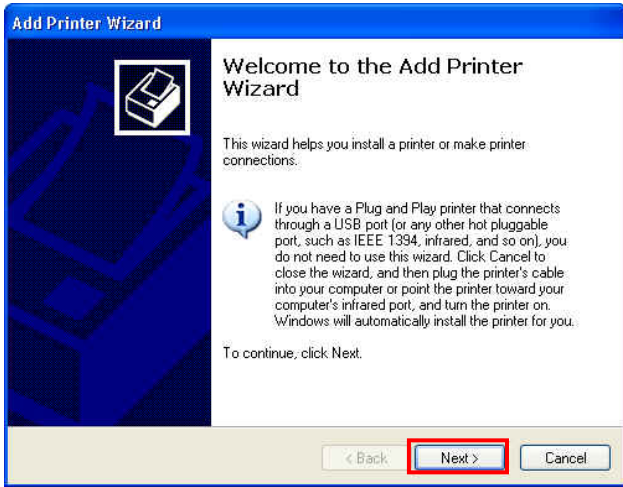 Add Printer Wizard
Welcome to the Add Printer
Wizard
This wizard helps you install a printer or make printer
connections.
If you have a Plug and Play printer that connects
through a USB port (or any other hot pluggable
port, such as IEEE 1394, infrared, and so on), you
do not need to use this wizard. Click Cancel to
close the wizard, and then plug the printer's cable
into your computer or point the printer toward your
computer's infrared port, and turn the printer on.
Windows will automatically install the printer for you.
To continue, click Next.
< Back Next > Cancel